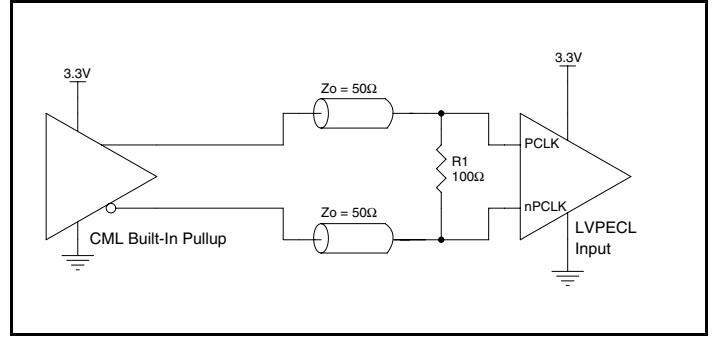 3.3V
3.3V
Zo = 50Ω
PCLK
R1
100Ω
Zo = 50Ω
nPCLK
CML Built-In Pullup
LVPECL
Input